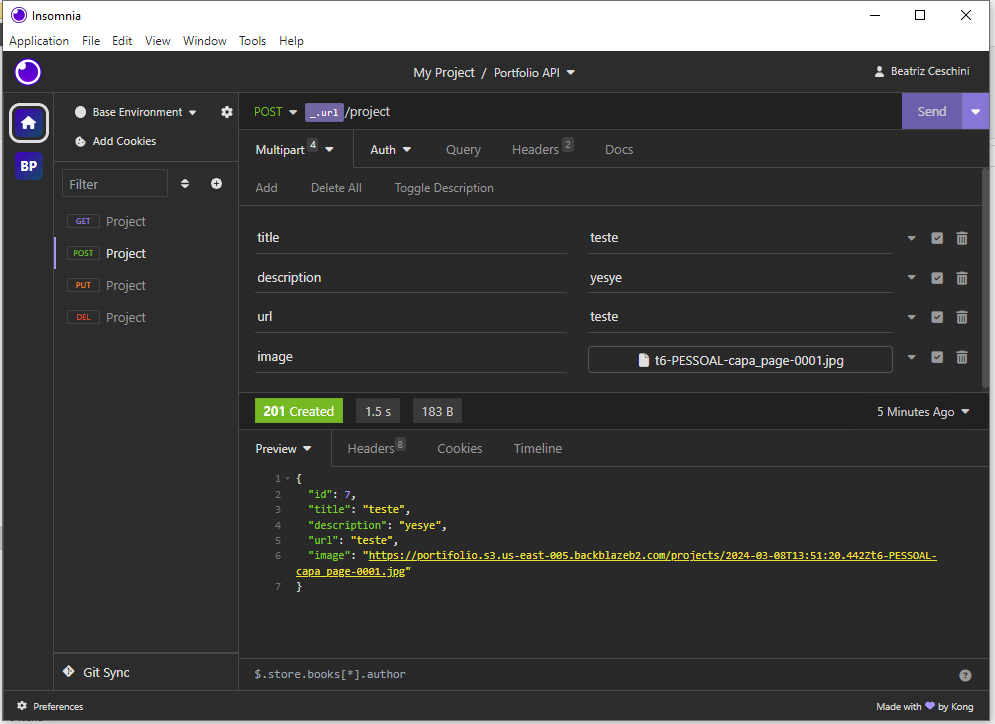 Insomnia
Application File Edit View Window Tools Help
My Project / Portfolio API
Beatriz Ceschini
BP
Base Environment
Add Cookies
Filter
GET Project
POST Project
PUT Project
DEL Project
Git Sync
POST _.url /project
Send
Multipart 4 Auth Query Headers 2 Docs
Add Delete All Toggle Description
title teste
description yesye
url teste
image t6-PESSOAL-capa_page-0001.jpg
201 Created 1.5 s 183 B 5 Minutes Ago
Preview Headers 8 Cookies Timeline
1 {
2 "id": 7,
3 "title": "teste",
4 "description": "yesye",
5 "url": "teste",
6 "image": "https://portifolio.s3.us-east-005.backblazeb2.com/projects/2024-03-08T13:51:20.442Zt6-PESSOAL-
capa_page-0001.jpg"
7 }
$.store.books[*].author
?
Preferences
Made with by Kong